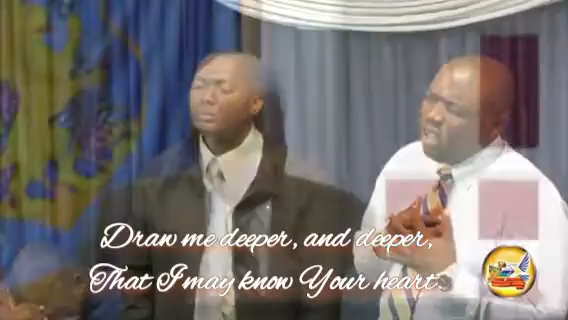 Draw me deeper, and deeper,
That I may know Your heart.